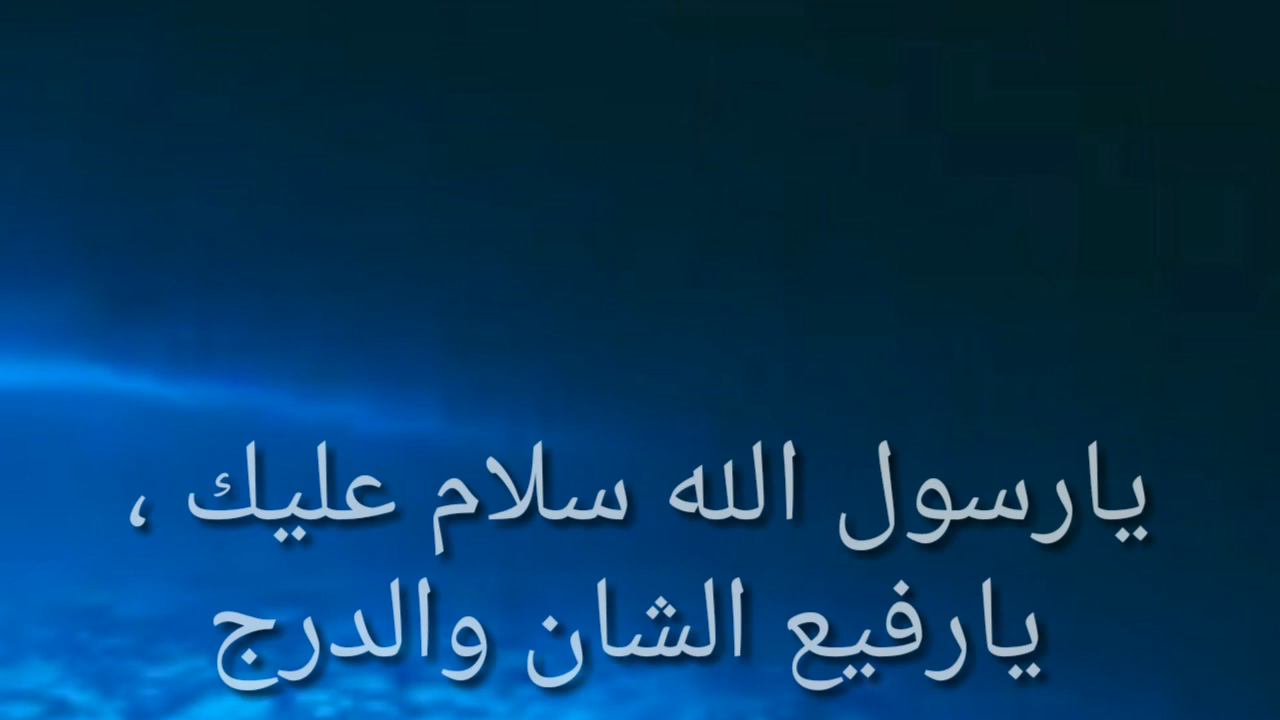 يارسول الله سلام عليك ،
يارفيع الشان والدرج